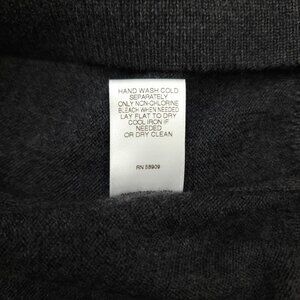 HAND WASH COLD
SEPARATELY
ONLY NON-CHLORINE
BLEACH WHEN NEEDED
LAY FLAT TO DRY
COOL IRON IF
NEEDED
OR DRY CLEAN
RN 58909